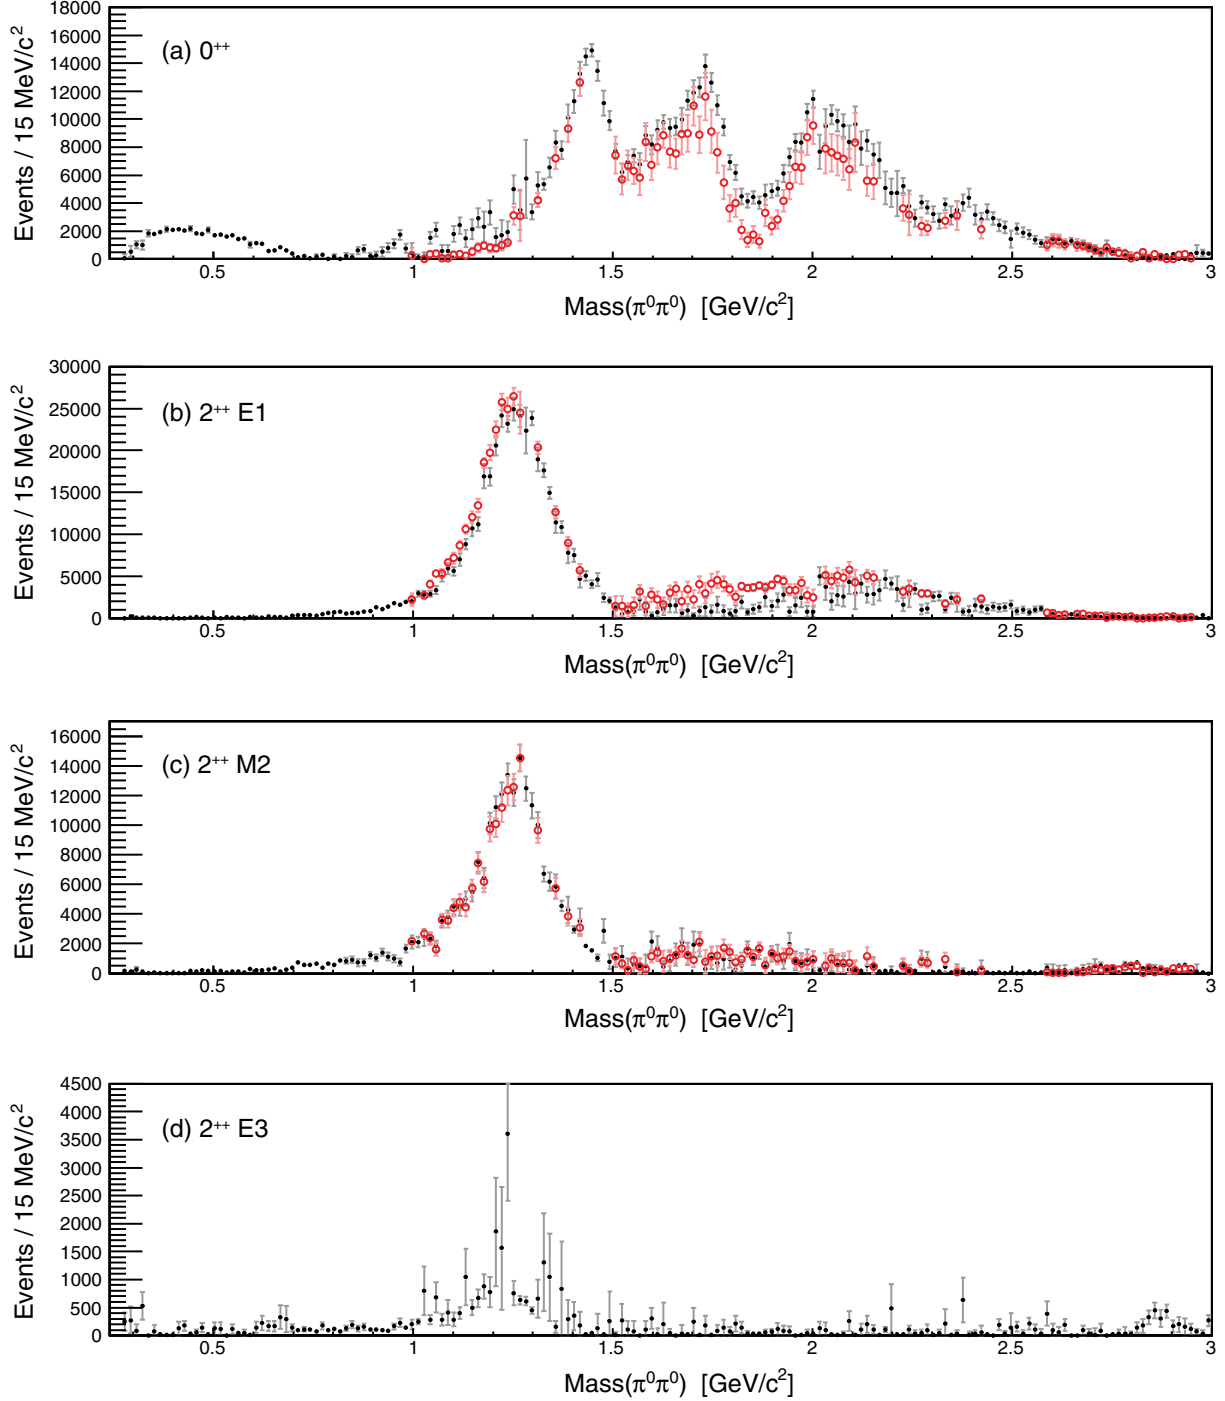 18000
16000
14000
12000
10000
8000
6000
4000
2000
0
Events / 15 MeV/c²
(a) 0⁺⁺
0.5 1 1.5 2 2.5 3
Mass(π⁰π⁰) [GeV/c²]
30000
25000
20000
15000
10000
5000
0
Events / 15 MeV/c²
(b) 2⁺⁺ E1
0.5 1 1.5 2 2.5 3
Mass(π⁰π⁰) [GeV/c²]
16000
14000
12000
10000
8000
6000
4000
2000
0
Events / 15 MeV/c²
(c) 2⁺⁺ M2
0.5 1 1.5 2 2.5 3
Mass(π⁰π⁰) [GeV/c²]
4500
4000
3500
3000
2500
2000
1500
1000
500
0
Events / 15 MeV/c²
(d) 2⁺⁺ E3
0.5 1 1.5 2 2.5 3
Mass(π⁰π⁰) [GeV/c²]